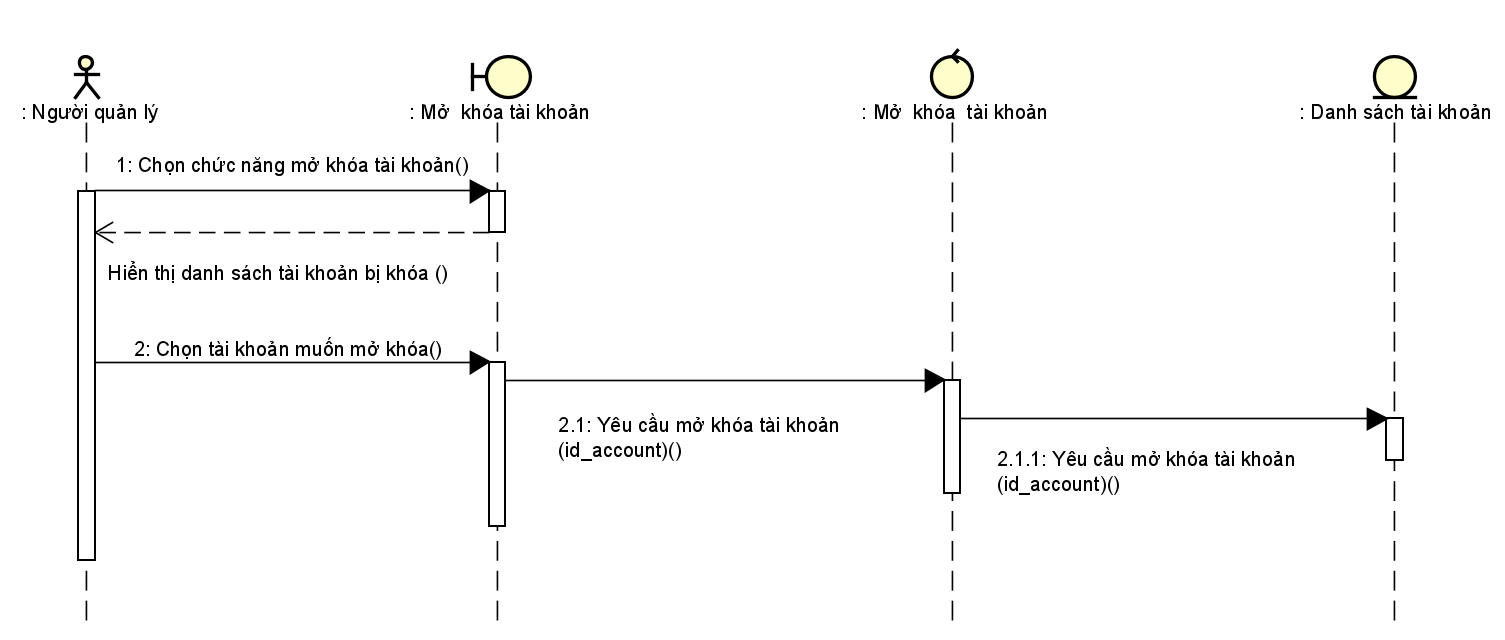 : Người quản lý
: Mở khóa tài khoản
: Mở khóa tài khoản
: Danh sách tài khoản
1: Chọn chức năng mở khóa tài khoản()
Hiển thị danh sách tài khoản bị khóa ()
2: Chọn tài khoản muốn mở khóa()
2.1: Yêu cầu mở khóa tài khoản
(id_account)()
2.1.1: Yêu cầu mở khóa tài khoản
(id_account)()